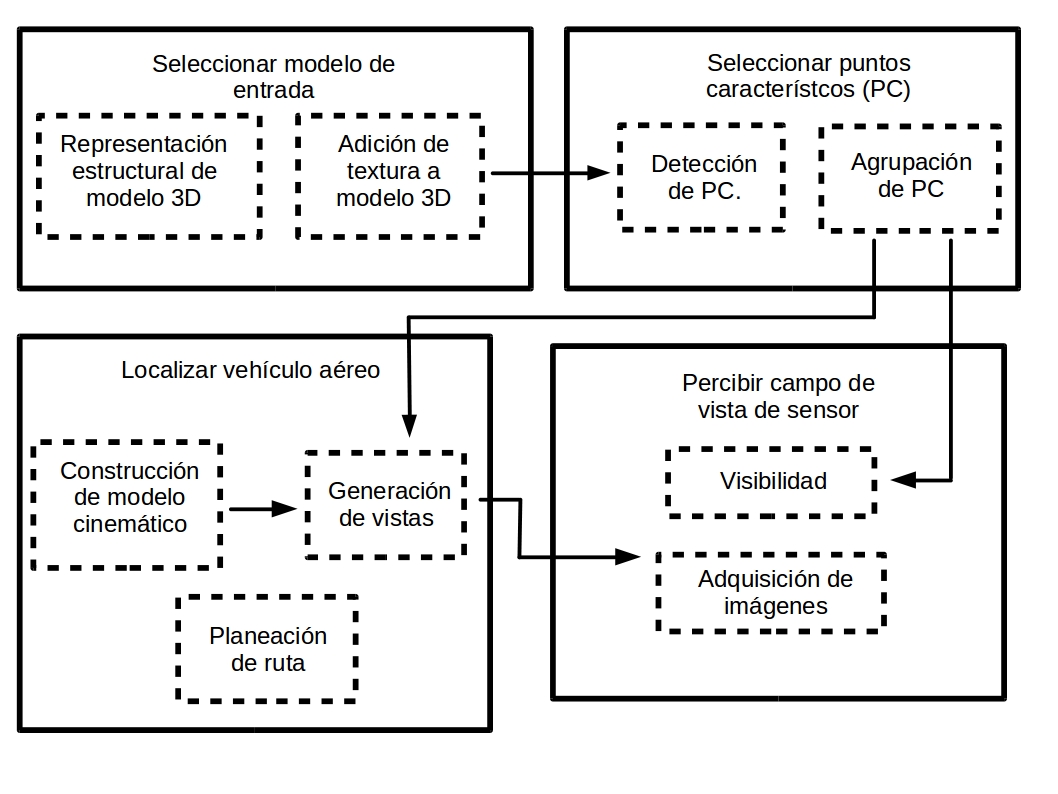 Seleccionar modelo de
entrada
Representación
estructural de
modelo 3D
Adición de
textura a
modelo 3D
Seleccionar puntos
característcos (PC)
Detección
de PC.
Agrupación
de PC
Localizar vehículo aéreo
Construcción
de modelo
cinemático
Generación
de vistas
Planeación
de ruta
Percibir campo de
vista de sensor
Visibilidad
Adquisición de
imágenes